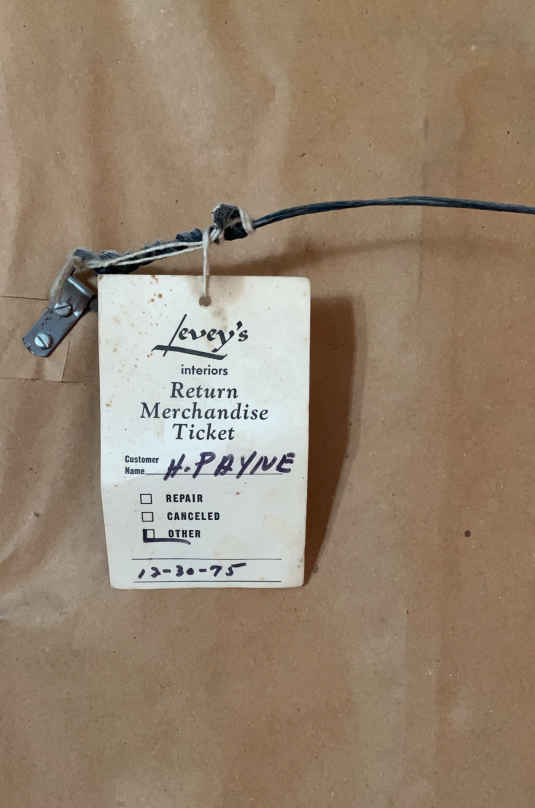 Levey's
interiors
Return
Merchandise
Ticket
Customer
Name H. PAYNE
REPAIR
CANCELED
OTHER
12-30-75